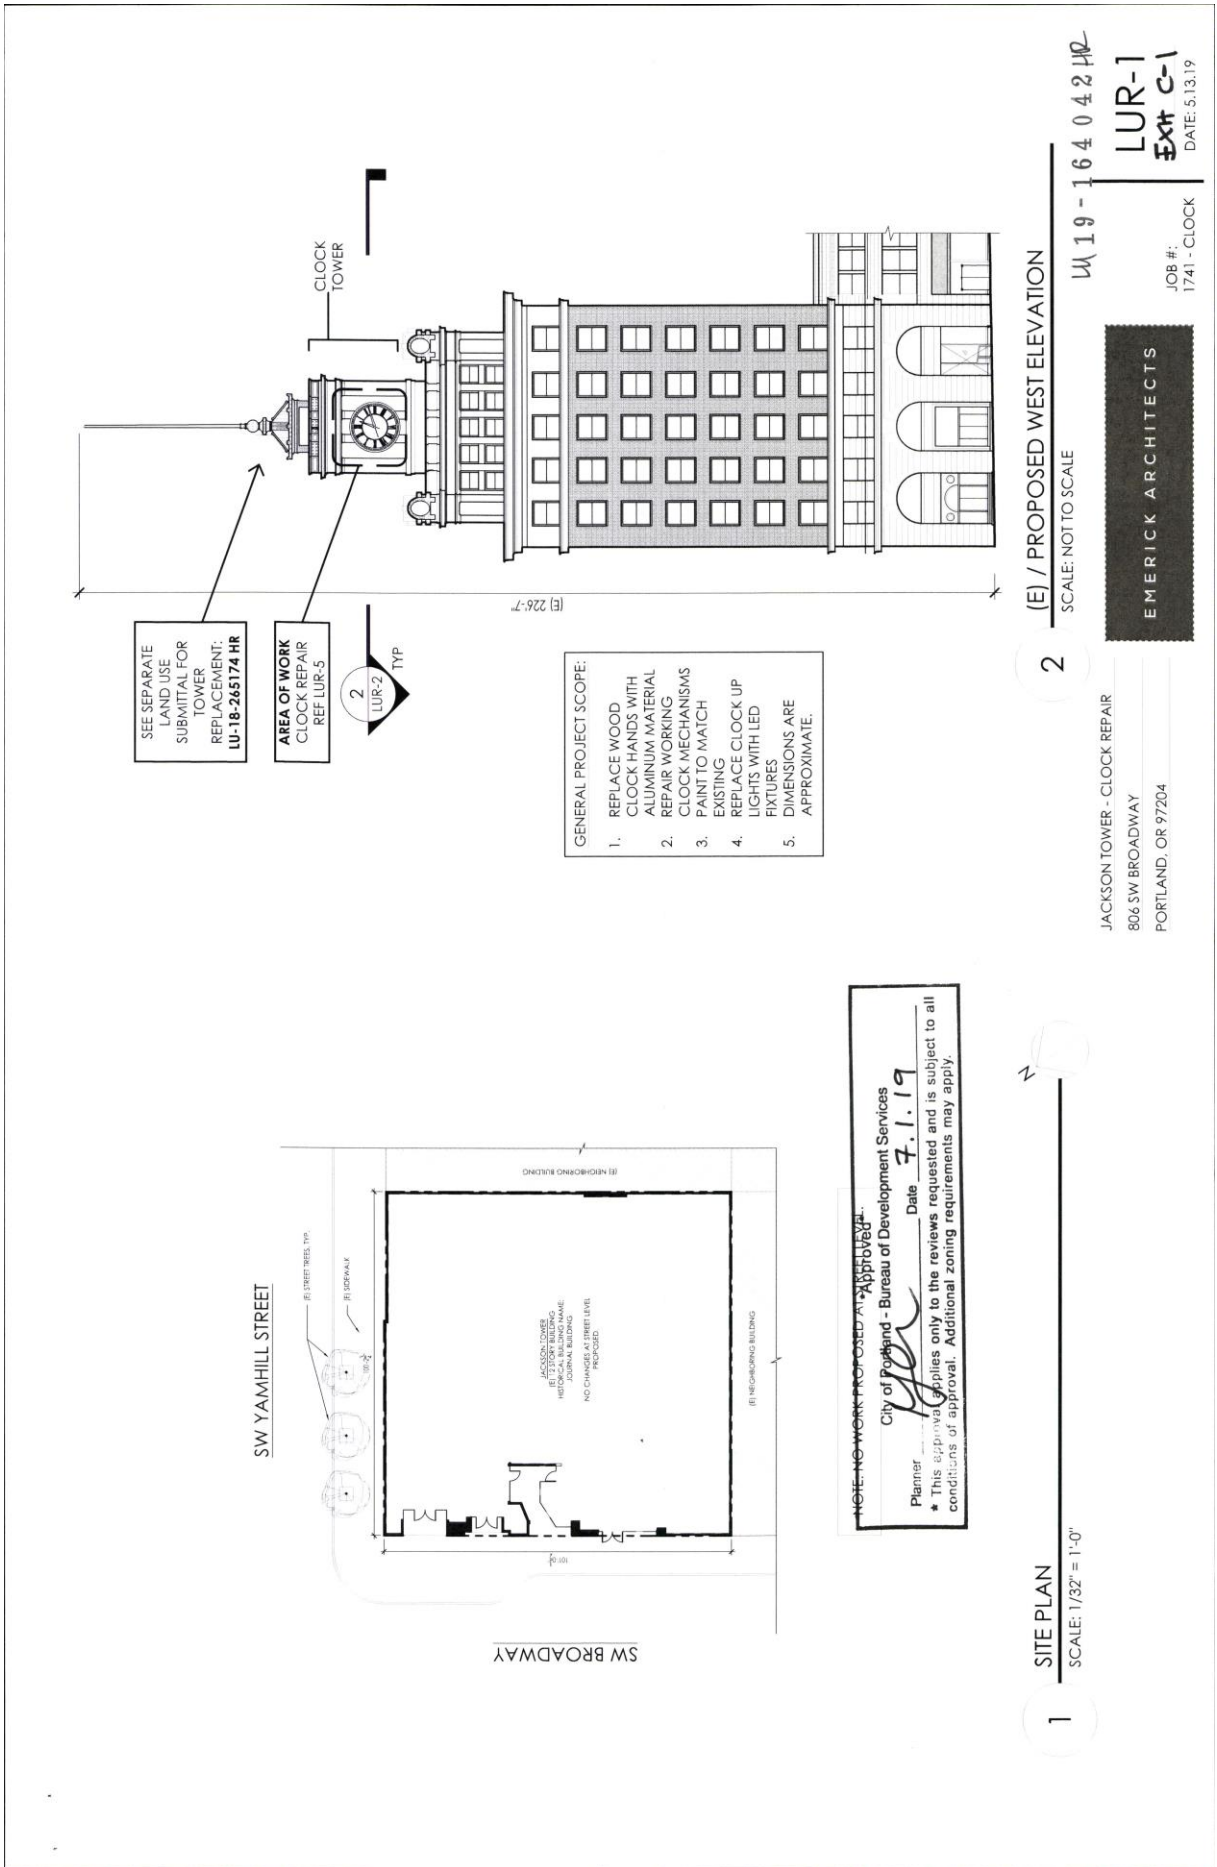 SW YAMHILL STREET
(E) STREET TREES, TYP.
(E) SIDEWALK
SW BROADWAY
101'-0"
JACKSON TOWER
(E) 12 STORY BUILDING
HISTORICAL BUILDING NAME:
JOURNAL BUILDING
NO CHANGES AT STREET LEVEL
PROPOSED
(E) NEIGHBORING BUILDING
(E) NEIGHBORING BUILDING
NOTE: NO WORK PROPOSED AT STREET LEVEL.
*Approved*
City of Portland - Bureau of Development Services
Planner Date 7.1.19
* This approval applies only to the reviews requested and is subject to all
conditions of approval. Additional zoning requirements may apply.
1
SITE PLAN
SCALE: 1/32" = 1'-0"
N
SEE SEPARATE
LAND USE
SUBMITTAL FOR
TOWER
REPLACEMENT:
LU-18-265174 HR
AREA OF WORK
CLOCK REPAIR
REF LUR-5
2
LUR-2
TYP
CLOCK
TOWER
(E) 226'-7"
GENERAL PROJECT SCOPE:
1. REPLACE WOOD
CLOCK HANDS WITH
ALUMINUM MATERIAL
2. REPAIR WORKING
CLOCK MECHANISMS
3. PAINT TO MATCH
EXISTING
4. REPLACE CLOCK UP
LIGHTS WITH LED
FIXTURES
5. DIMENSIONS ARE
APPROXIMATE.
2
(E) / PROPOSED WEST ELEVATION
SCALE: NOT TO SCALE
LU 19-164042 HR
JACKSON TOWER - CLOCK REPAIR
806 SW BROADWAY
PORTLAND, OR 97204
EMERICK ARCHITECTS
JOB #:
1741 - CLOCK
LUR-1
EXH C-1
DATE: 5.13.19